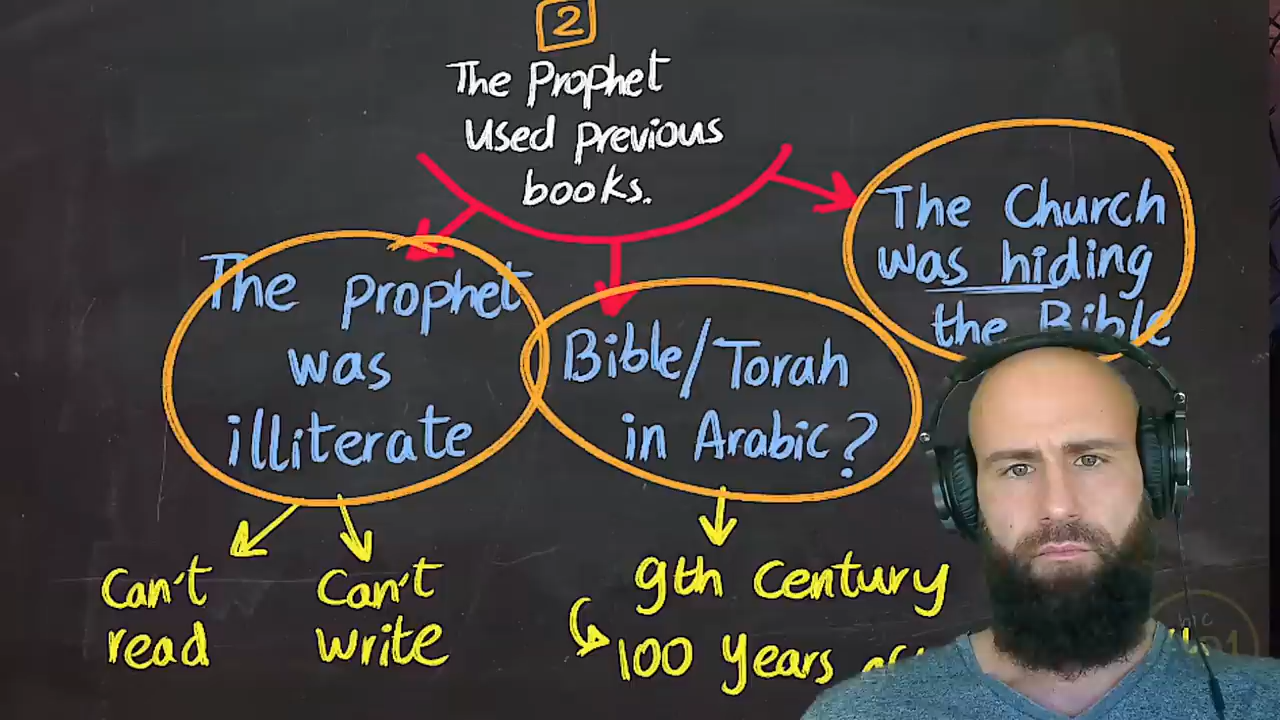 2
The Prophet
Used previous
books.
The prophet
was
illiterate
Can't
read
Can't
write
Bible/Torah
in Arabic?
9th Century
100 years
The Church
was hiding
the Bible